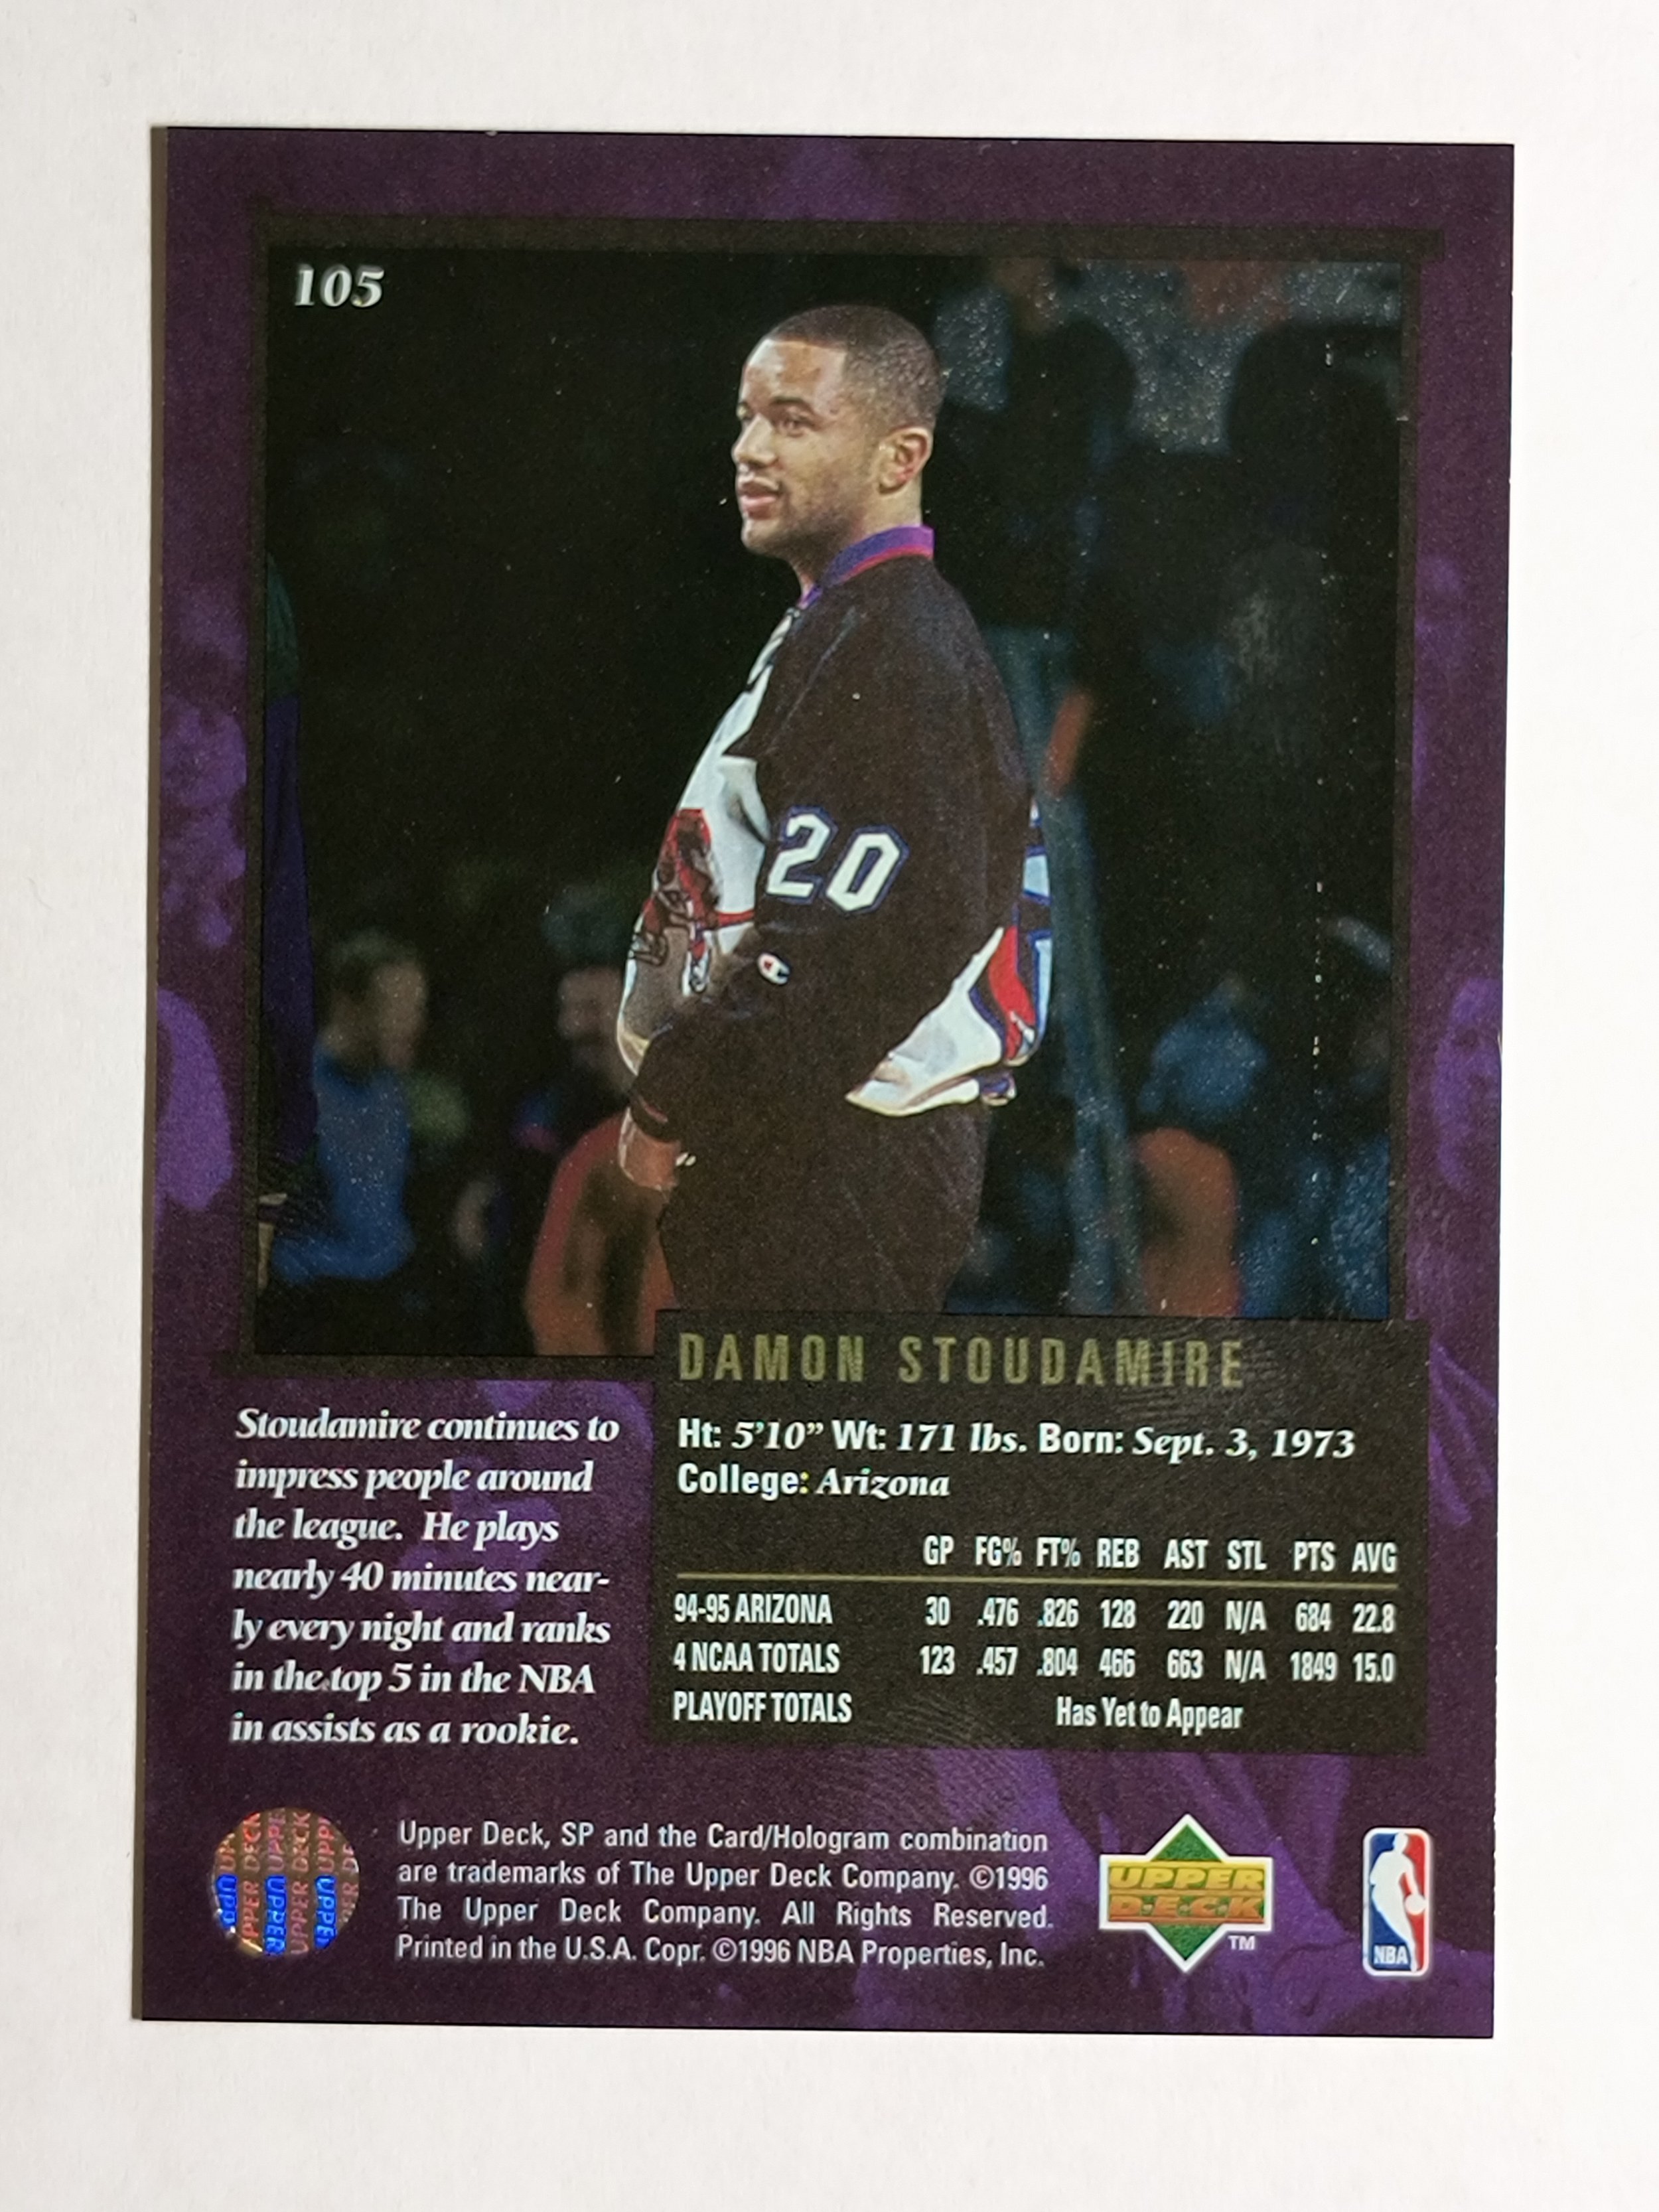 105
20
DAMON STOUDAMIRE
Ht: 5'10” Wt: 171 lbs. Born: Sept. 3, 1973
College: Arizona
GP FG% FT% REB AST STL PTS AVG
94-95 ARIZONA 30 .476 .826 128 220 N/A 684 22.8
4 NCAA TOTALS 123 .457 .804 466 663 N/A 1849 15.0
PLAYOFF TOTALS Has Yet to Appear
Stoudamire continues to
impress people around
the league. He plays
nearly 40 minutes near-
ly every night and ranks
in the top 5 in the NBA
in assists as a rookie.
UPPER DECK UPPER DECK UPPER
Upper Deck, SP and the Card/Hologram combination
are trademarks of The Upper Deck Company. ©1996
The Upper Deck Company. All Rights Reserved.
Printed in the U.S.A. Copr. ©1996 NBA Properties, Inc.
UPPER
DECK
TM
NBA